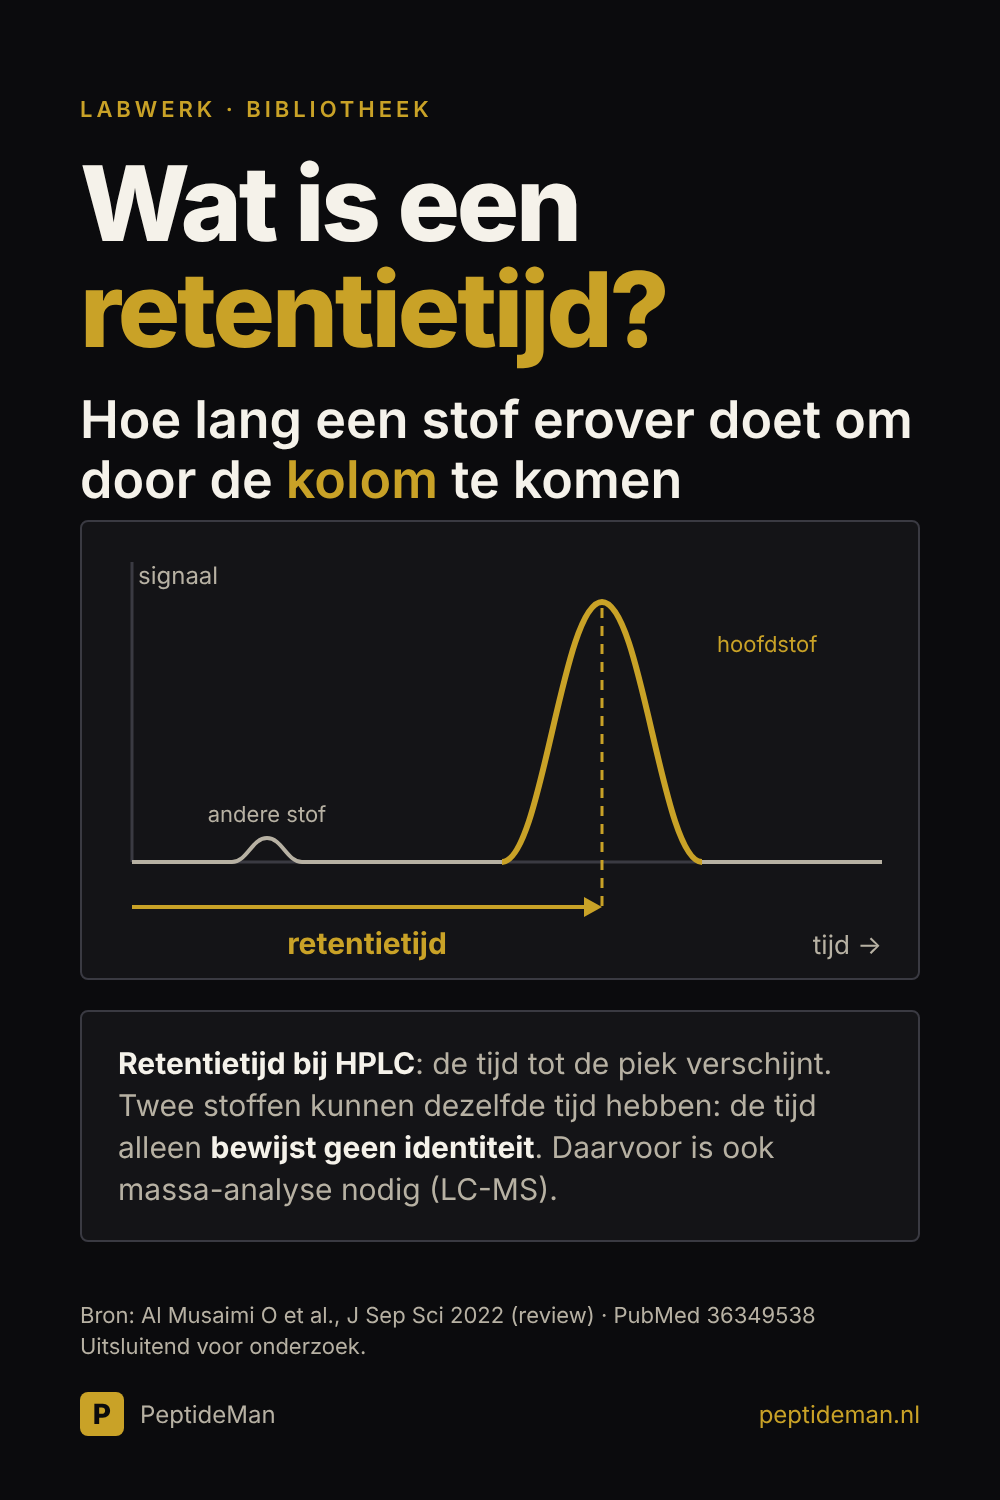 LABWERK · BIBLIOTHEEK
Wat is een
retentietijd?
Hoe lang een stof erover doet om
door de kolom te komen
signaal
hoofdstof
andere stof
retentietijd
tijd →
Retentietijd bij HPLC: de tijd tot de piek verschijnt.
Twee stoffen kunnen dezelfde tijd hebben: de tijd
alleen bewijst geen identiteit. Daarvoor is ook
massa-analyse nodig (LC-MS).
Bron: Al Musaimi O et al., J Sep Sci 2022 (review) · PubMed 36349538
Uitsluitend voor onderzoek.
P PeptideMan
peptideman.nl